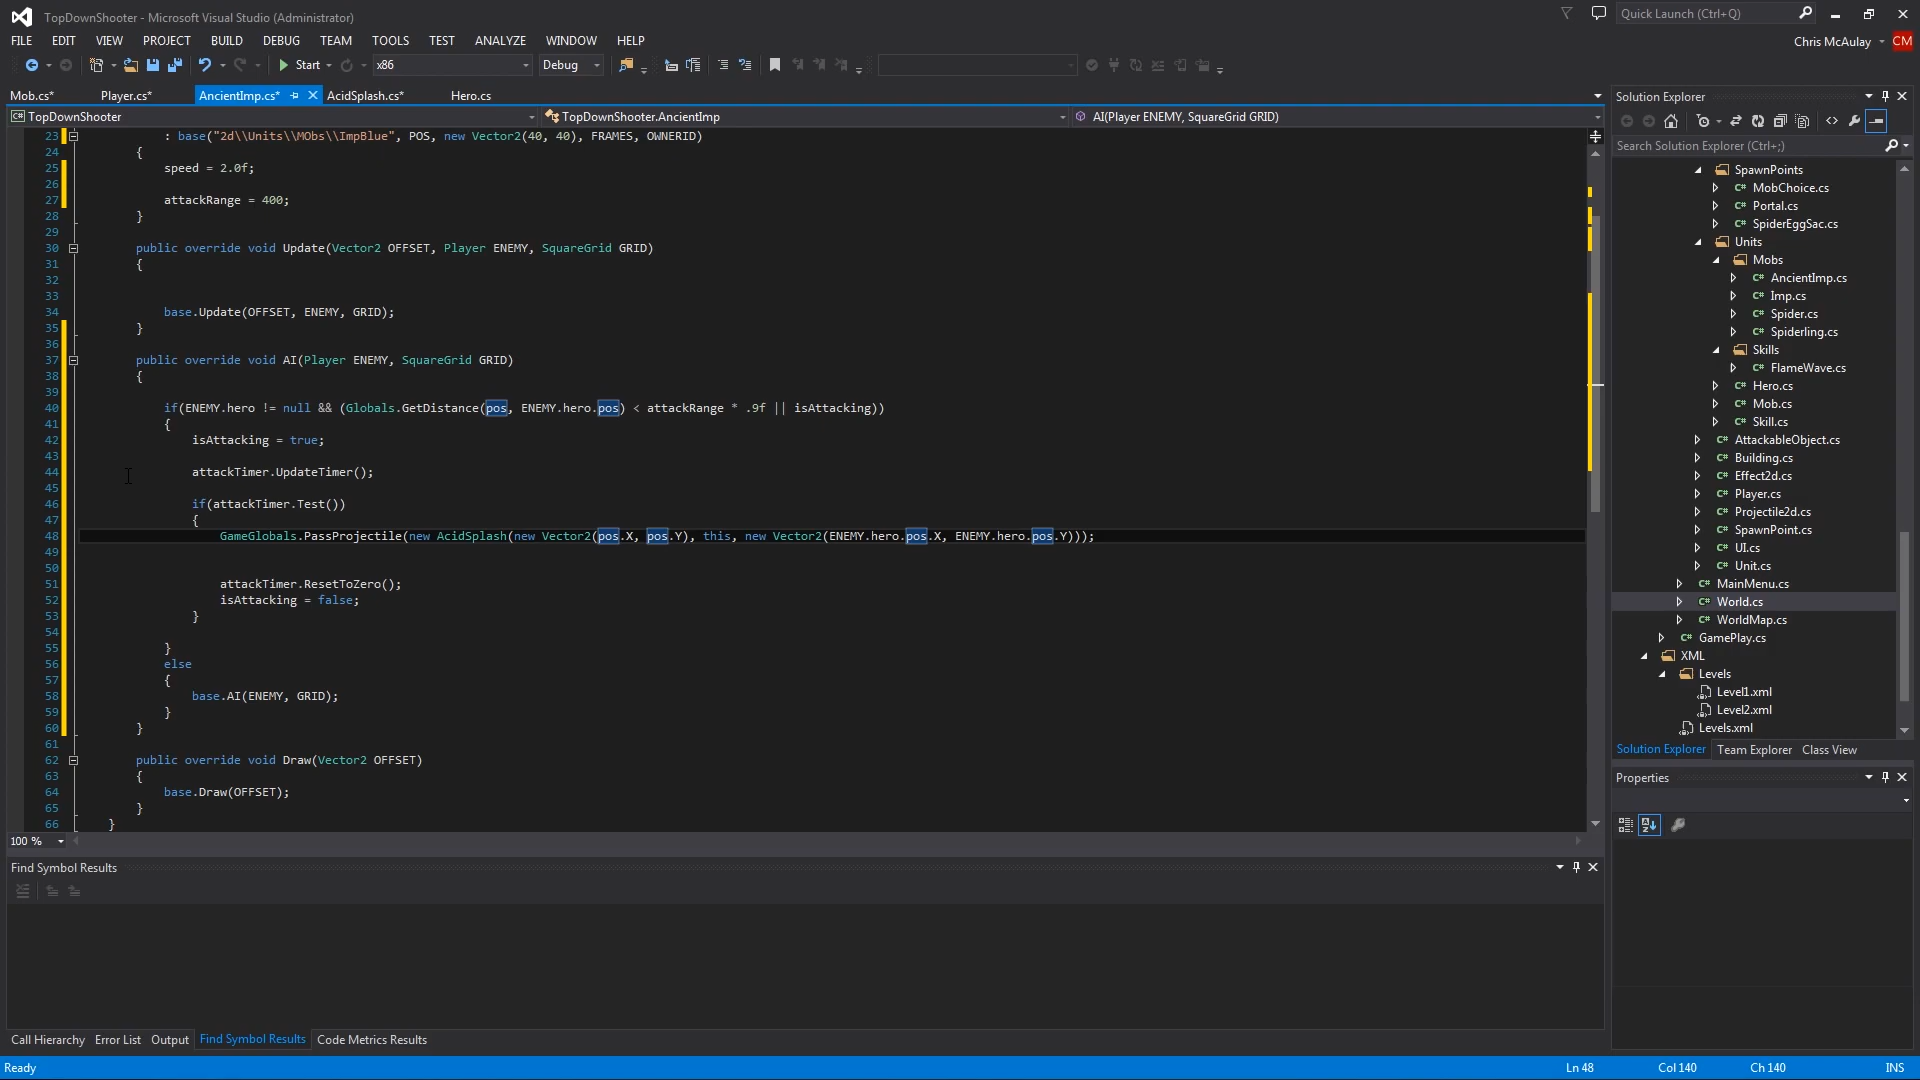 TopDownShooter - Microsoft Visual Studio (Administrator)
Quick Launch (Ctrl+Q)
FILE EDIT VIEW PROJECT BUILD DEBUG TEAM TOOLS TEST ANALYZE WINDOW HELP
Chris McAulay CM
Start x86 Debug
Mob.cs* Player.cs* AncientImp.cs* AcidSplash.cs* Hero.cs
TopDownShooter TopDownShooter.AncientImp AI(Player ENEMY, SquareGrid GRID)
23 : base("2d\\Units\\MObs\\ImpBlue", POS, new Vector2(40, 40), FRAMES, OWNERID)
24 {
25 speed = 2.0f;
26
27 attackRange = 400;
28 }
29
30 public override void Update(Vector2 OFFSET, Player ENEMY, SquareGrid GRID)
31 {
32
33
34 base.Update(OFFSET, ENEMY, GRID);
35 }
36
37 public override void AI(Player ENEMY, SquareGrid GRID)
38 {
39
40 if(ENEMY.hero != null && (Globals.GetDistance(pos, ENEMY.hero.pos) < attackRange * .9f || isAttacking))
41 {
42 isAttacking = true;
43
44 attackTimer.UpdateTimer();
45
46 if(attackTimer.Test())
47 {
48 GameGlobals.PassProjectile(new AcidSplash(new Vector2(pos.X, pos.Y), this, new Vector2(ENEMY.hero.pos.X, ENEMY.hero.pos.Y)));
49
50
51 attackTimer.ResetToZero();
52 isAttacking = false;
53 }
54
55 }
56 else
57 {
58 base.AI(ENEMY, GRID);
59 }
60 }
61
62 public override void Draw(Vector2 OFFSET)
63 {
64 base.Draw(OFFSET);
65 }
66 }
100 %
Find Symbol Results
Call Hierarchy Error List Output Find Symbol Results Code Metrics Results
Solution Explorer
Search Solution Explorer (Ctrl+;)
SpawnPoints
C# MobChoice.cs
C# Portal.cs
C# SpiderEggSac.cs
Units
Mobs
C# AncientImp.cs
C# Imp.cs
C# Spider.cs
C# Spiderling.cs
Skills
C# FlameWave.cs
C# Hero.cs
C# Mob.cs
C# Skill.cs
C# AttackableObject.cs
C# Building.cs
C# Effect2d.cs
C# Player.cs
C# Projectile2d.cs
C# SpawnPoint.cs
C# UI.cs
C# Unit.cs
C# MainMenu.cs
C# World.cs
C# WorldMap.cs
C# GamePlay.cs
XML
Levels
Level1.xml
Level2.xml
Levels.xml
Solution Explorer Team Explorer Class View
Properties
Ready Ln 48 Col 140 Ch 140 INS